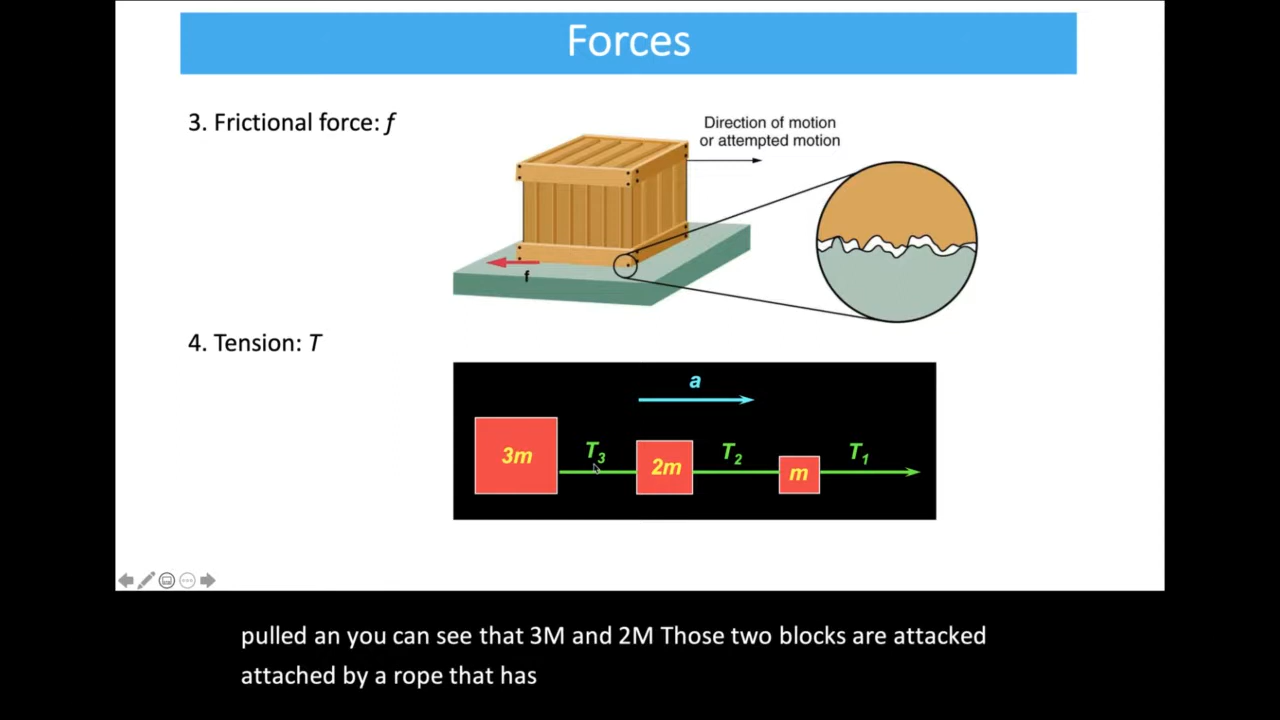 Forces
3. Frictional force: f
Direction of motion
or attempted motion
f
4. Tension: T
a
3m
T3
2m
T2
m
T1
pulled an you can see that 3M and 2M Those two blocks are attacked
attached by a rope that has